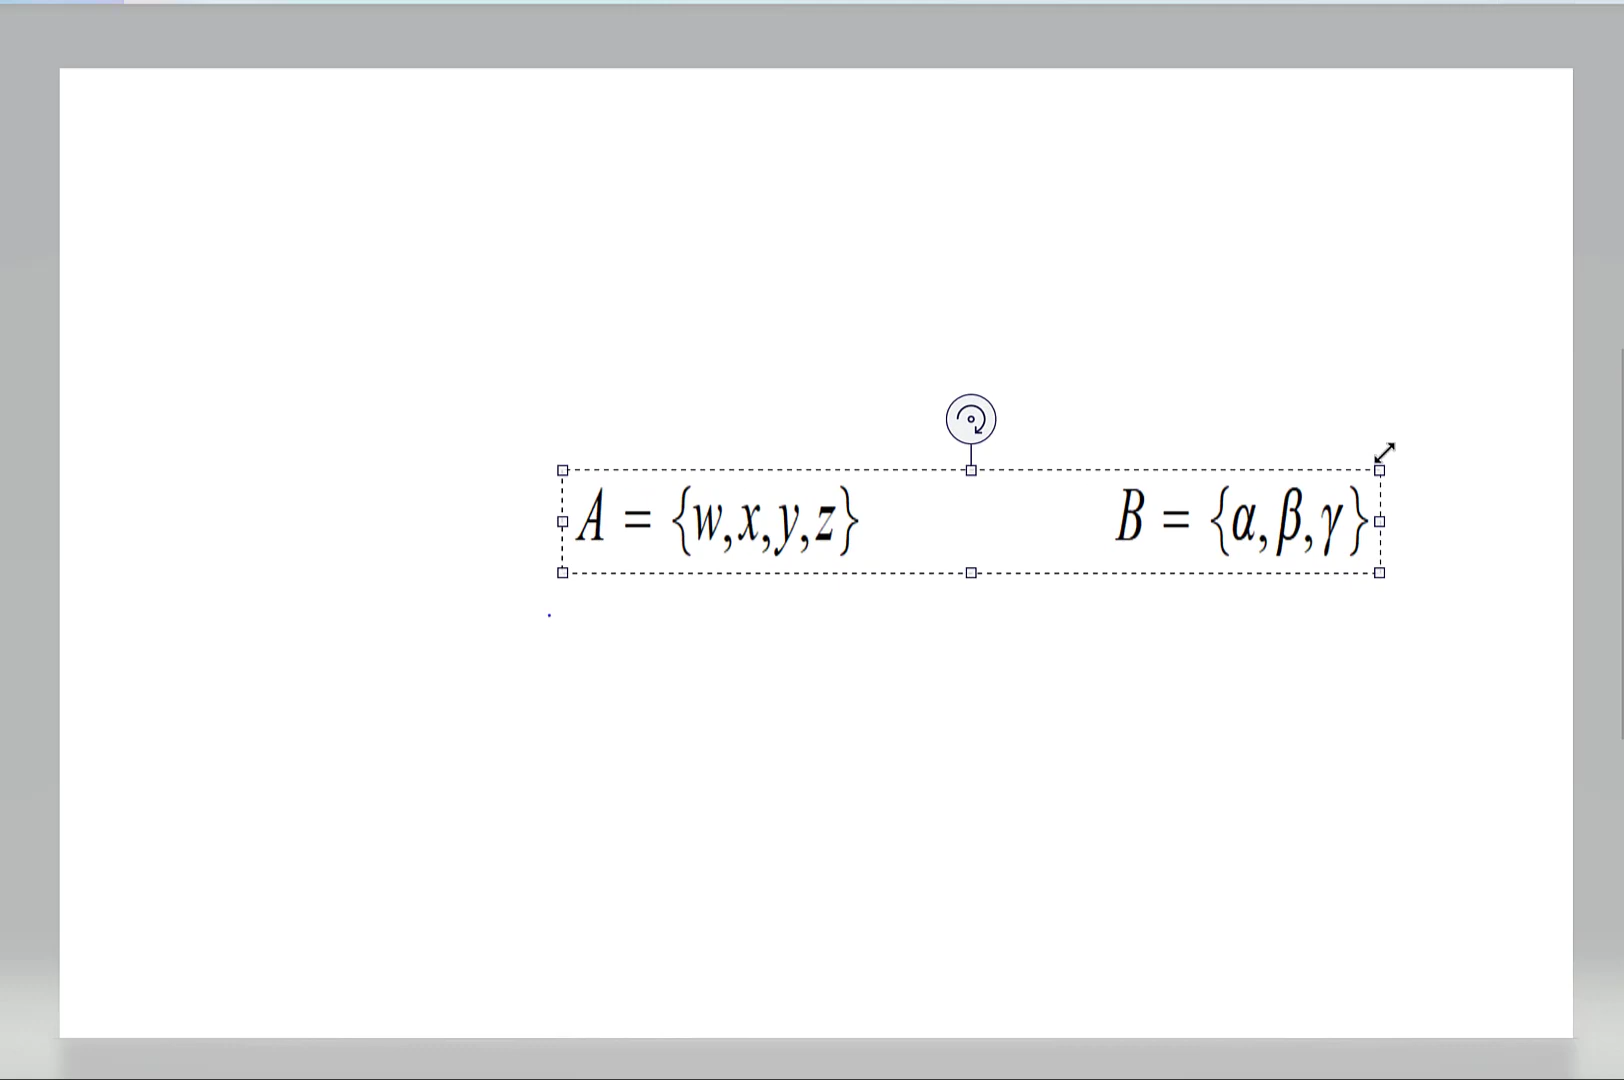 A = {w,x,y,z} B = {α,β,γ}